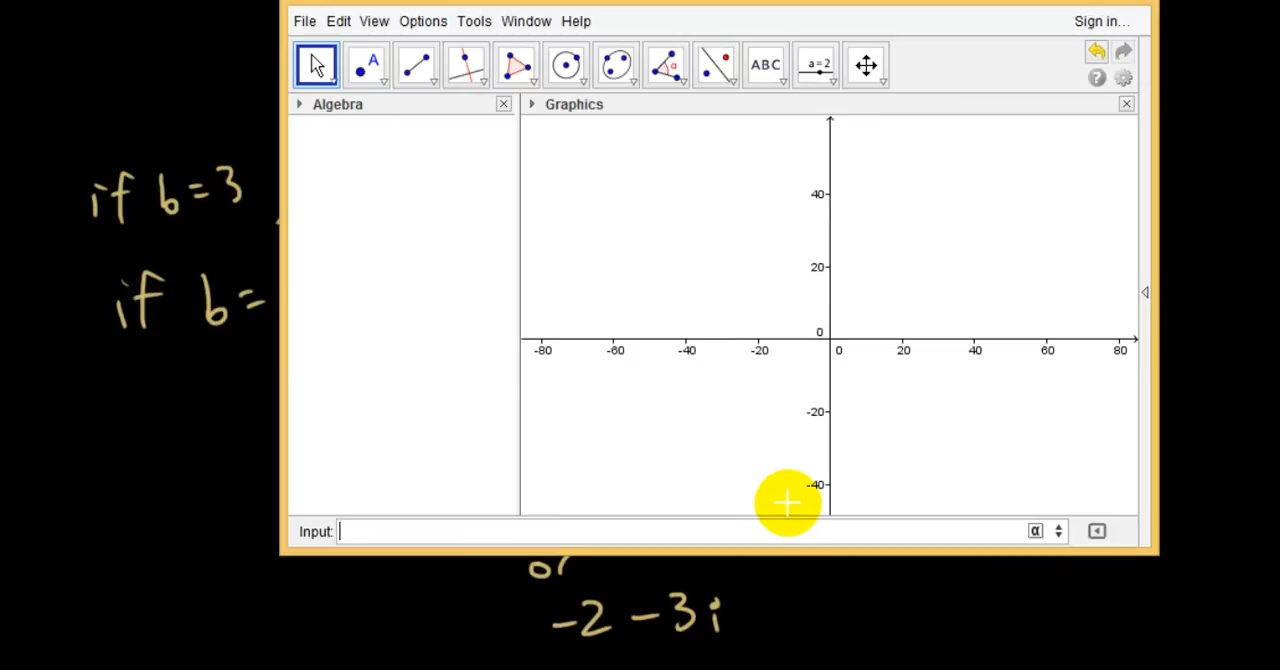 File Edit View Options Tools Window Help Sign in...
A α ABC a=2
Algebra Graphics
40
20
0
-80 -60 -40 -20 0 20 40 60 80
-20
-40
Input: α
if b=3
if b=
or
-2 -3i